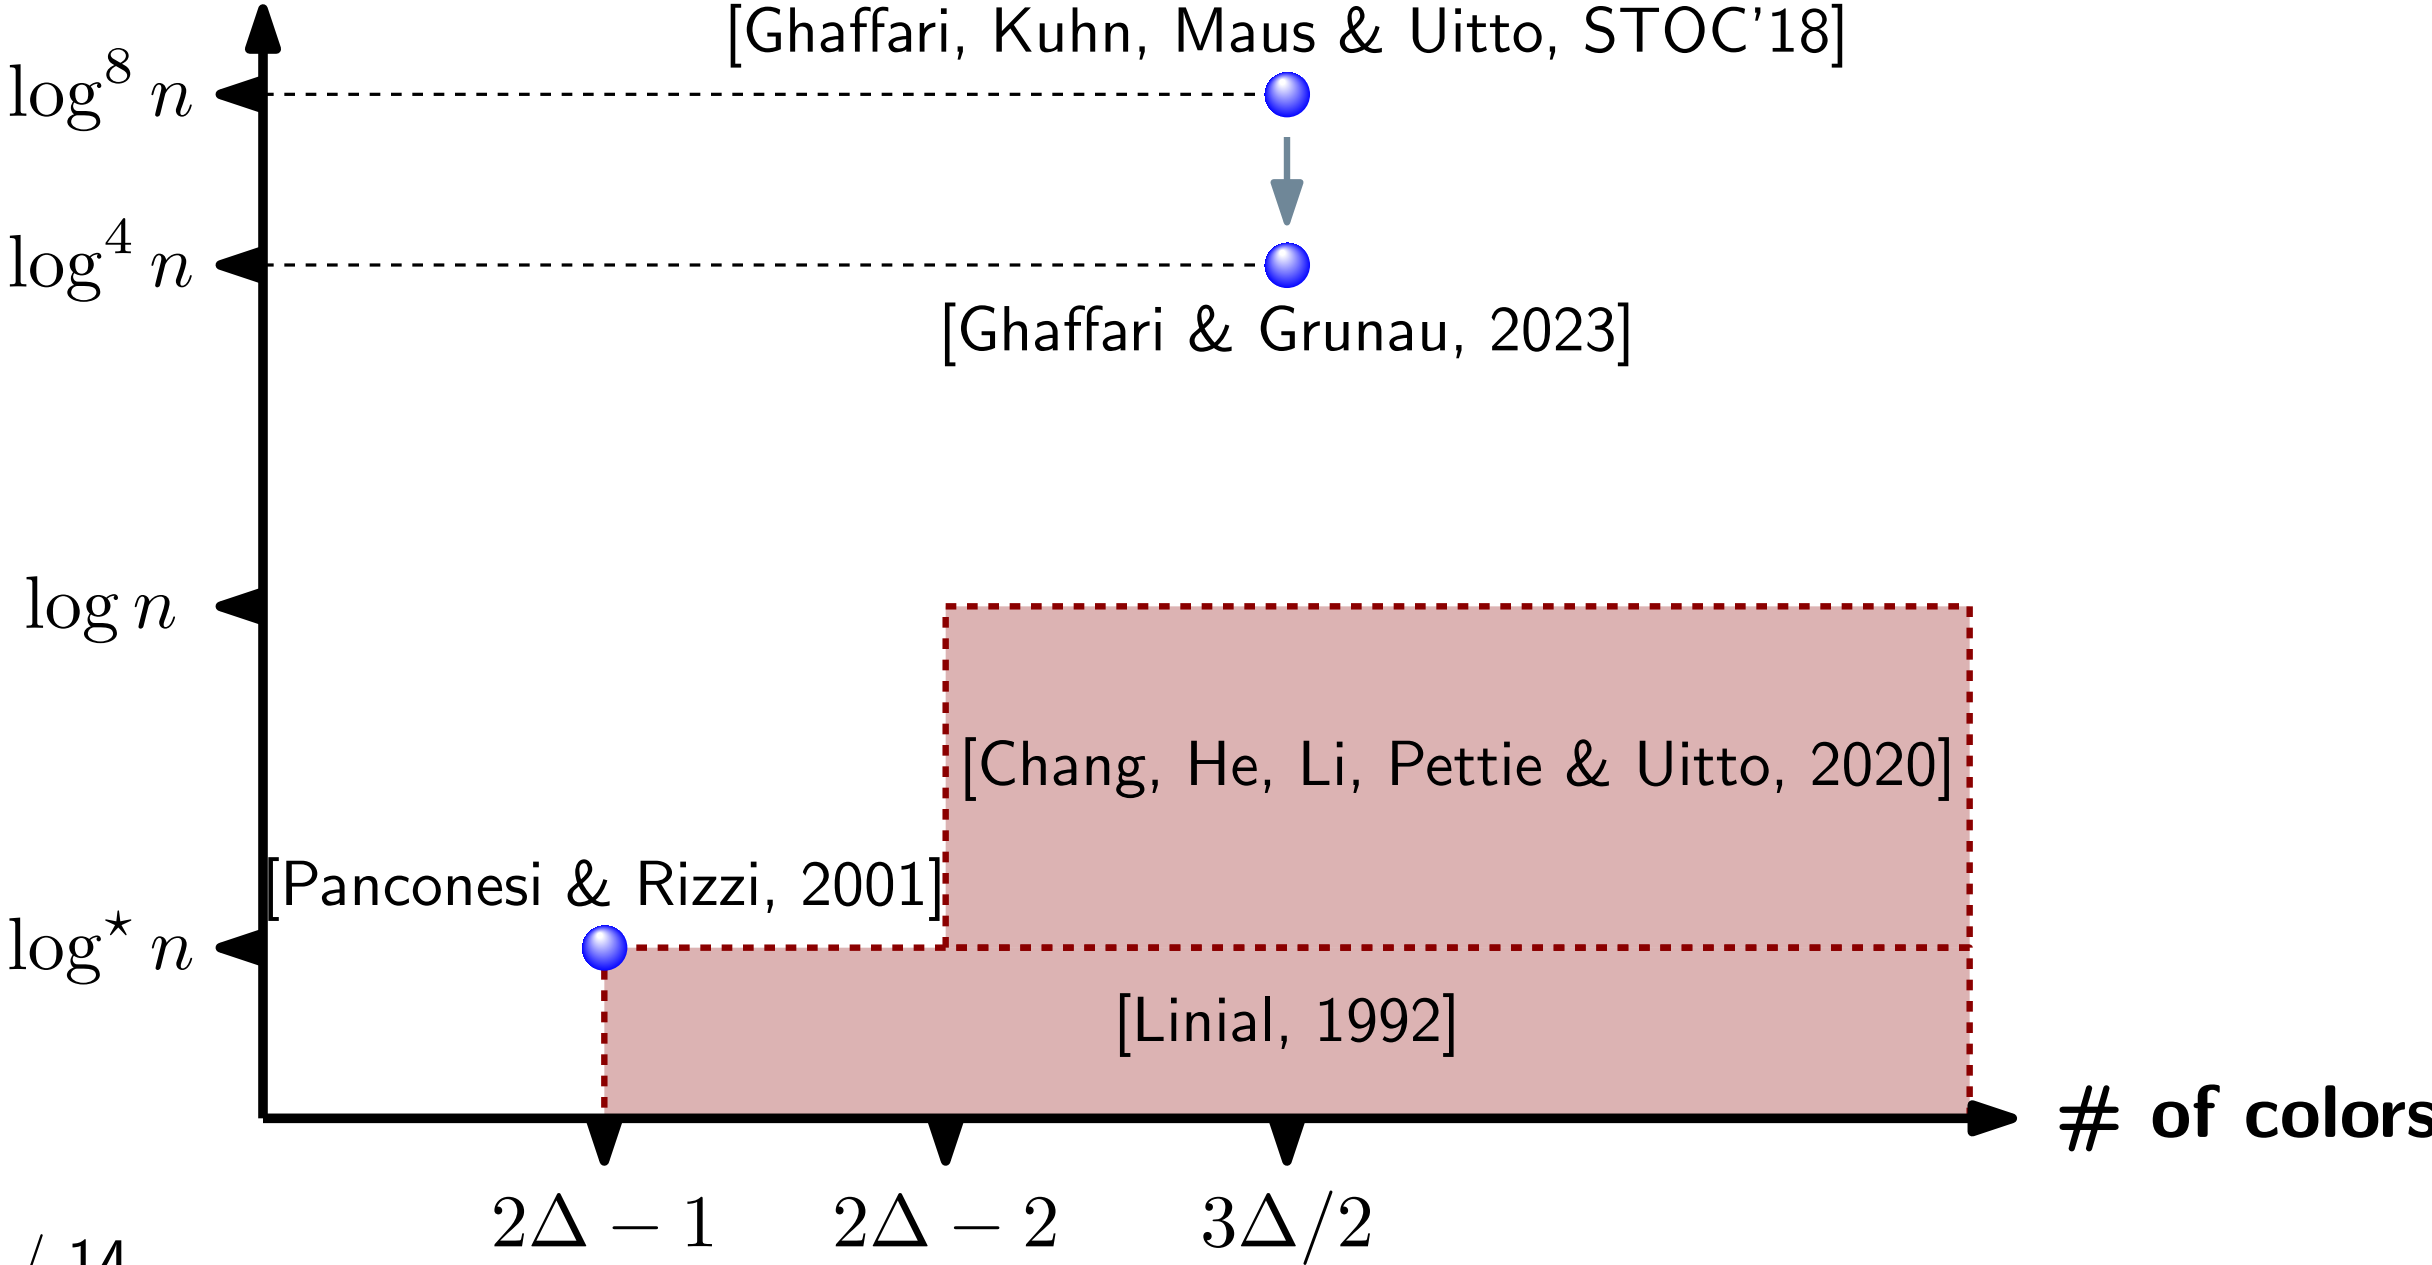 [Ghaffari, Kuhn, Maus & Uitto, STOC'18]
log⁸ n
log⁴ n
[Ghaffari & Grunau, 2023]
log n
[Chang, He, Li, Pettie & Uitto, 2020]
[Panconesi & Rizzi, 2001]
log⋆ n
[Linial, 1992]
# of colors
2Δ − 1
2Δ − 2
3Δ/2
/ 14